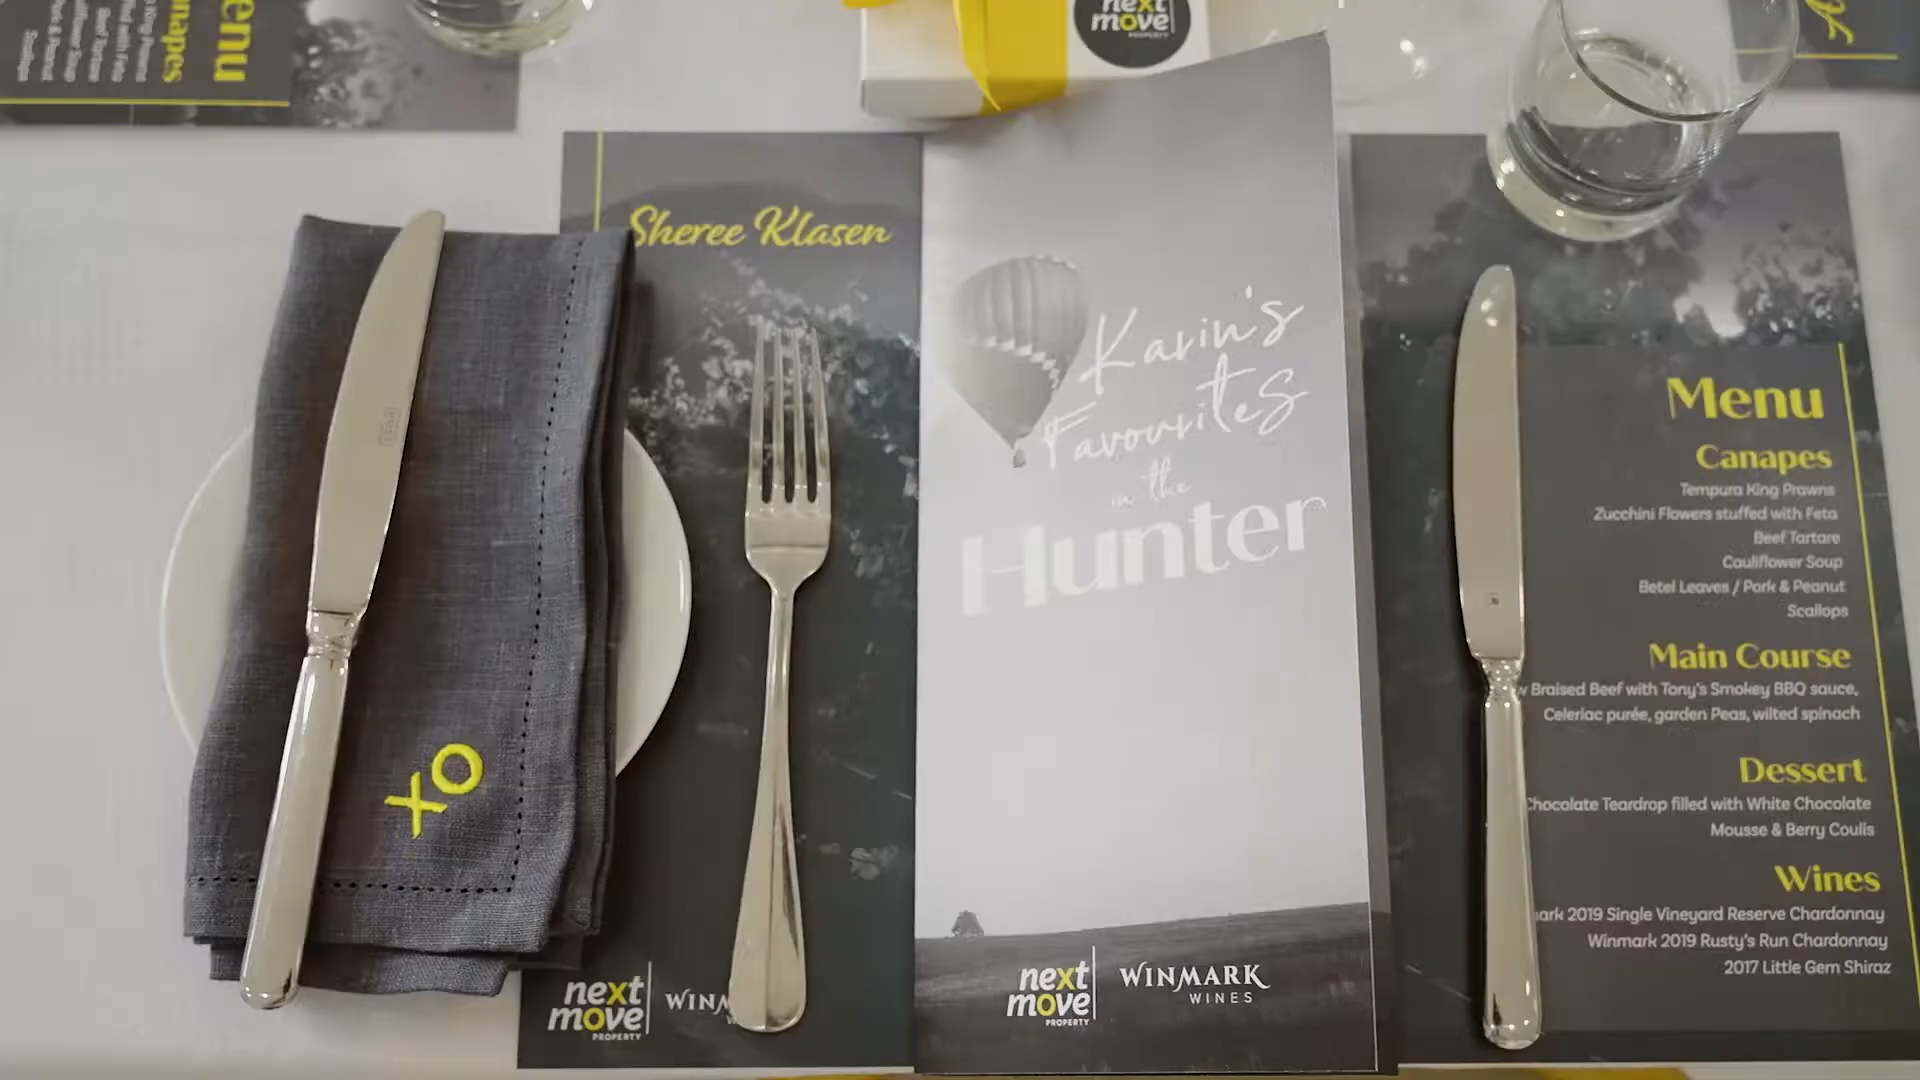 enu
napes
next
move
PROPERTY
Sheree Klasen
Karin's
Favourites
in the
Hunter
XO
next
move
PROPERTY
next
move
PROPERTY
WINMARK
WINES
Menu
Canapes
Tempura King Prawns
Zucchini Flowers stuffed with Feta
Beef Tartare
Cauliflower Soup
Betel Leaves / Pork & Peanut
Scallops
Main Course
Braised Beef with Tony's Smokey BBQ sauce,
Celeriac purée, garden Peas, wilted spinach
Dessert
Chocolate Teardrop filled with White Chocolate
Mousse & Berry Coulis
Wines
ark 2019 Single Vineyard Reserve Chardonnay
Winmark 2019 Rusty's Run Chardonnay
2017 Little Gem Shiraz